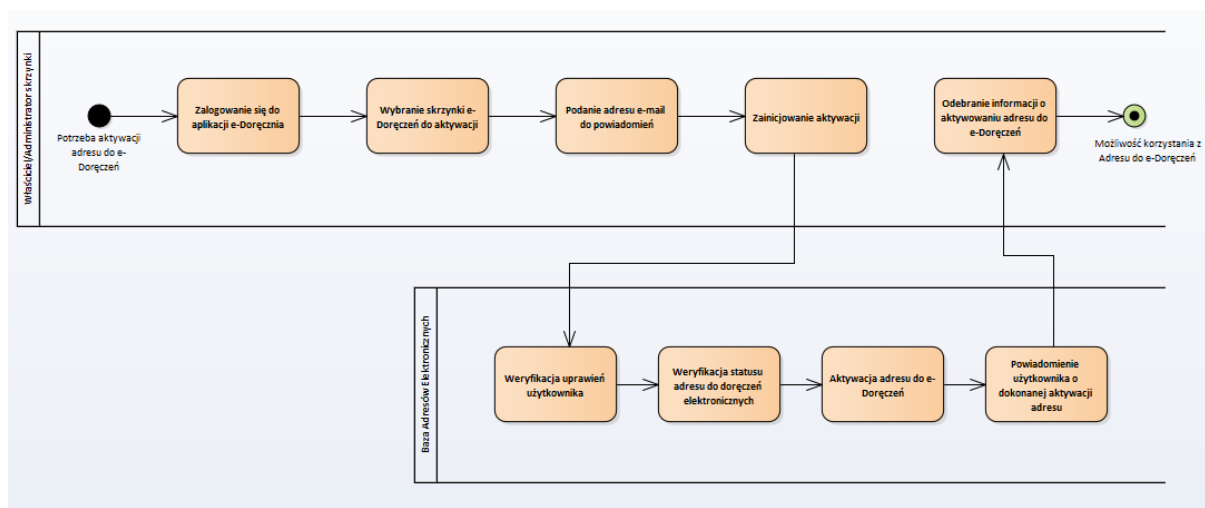 Właściciel/Administrator skrzynki
Potrzeba aktywacji
adresu do e-
Doręczeń
Zalogowanie się do
aplikacji e-Doręcznia
Wybranie skrzynki e-
Doręczeń do aktywacji
Podanie adresu e-mail
do powiadomień
Zainicjowanie aktywacji
Odebranie informacji o
aktywowaniu adresu do
e-Doręczeń
Możliwość korzystania z
Adresu do e-Doręczeń
Baza Adresów Elektronicznych
Weryfikacja uprawień
użytkownika
Weryfikacja statusu
adresu do doręczeń
elektronicznych
Aktywacja adresu do e-
Doręczeń
Powiadomienie
użytkownika o
dokonanej aktywacji
adresu